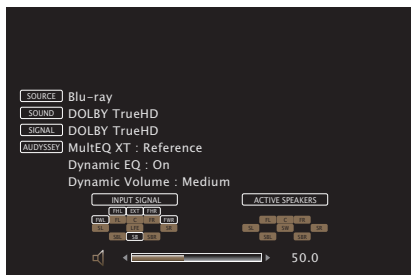 SOURCE Blu-ray
SOUND DOLBY TrueHD
SIGNAL DOLBY TrueHD
AUDYSSEY MultEQ XT : Reference
Dynamic EQ : On
Dynamic Volume : Medium
INPUT SIGNAL ACTIVE SPEAKERS
FHL EXT FHR
FWL FL C FR FWR FL C FR
SL LFE SR SL SW SR
SBL SB SBR SBL SBR
50.0